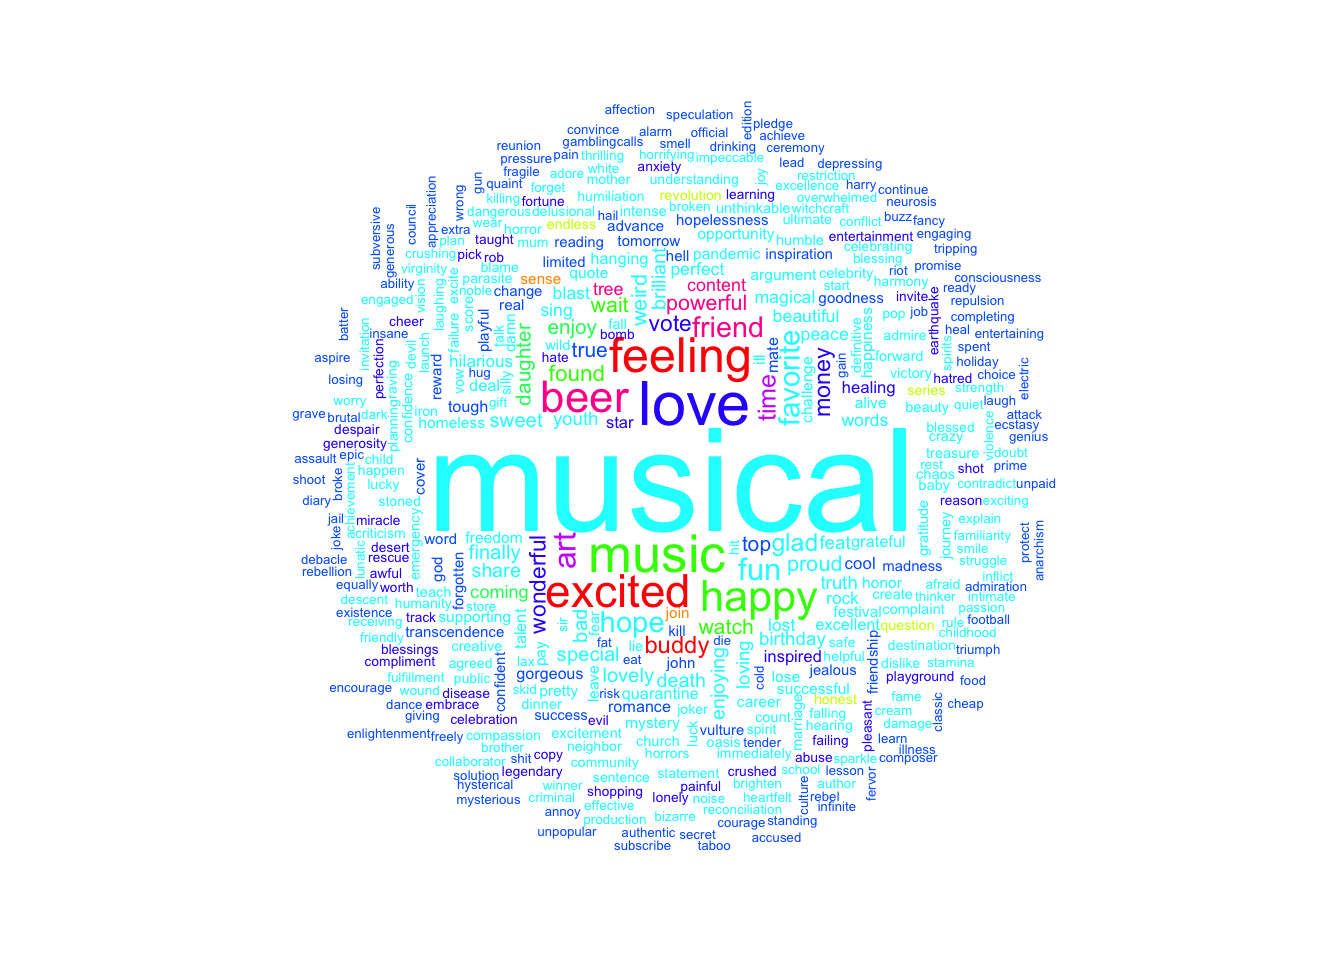 affection
speculation
edition
pledge
convince
alarm
official
achieve
gamblingcalls
smell
drinking
ceremony
reunion
pressure
pain
thrilling
horrifying
impeccable
lead
depressing
fragile
adore
white
anxiety
joy
restriction
gun
quaint
mother
understanding
excellence
harry
continue
killing
fortune
forget
humiliation
revolution
learning
overwhelmed
neurosis
appreciation
wrong
dangerous
delusional
hail
intense
broken
unthinkable
witchcraft
buzz
fancy
council
wear
horror
endless
advance
hopelessness
ultimate
conflict
subversive
extra
plan
taught
mum
reading
tomorrow
opportunity
humble
entertainment
engaging
generous
crushing
pick
rob
limited
hanging
hell
pandemic
inspiration
celebrating
tripping
virginity
blame
quote
brilliant
perfect
blessing
ability
parasite
sense
weird
argument
celebrity
riot
promise
consciousness
vision
excite
noble
change
blast
tree
content
start
harmony
ready
engaged
laughing
score
real
sing
wait
powerful
magical
goodness
invite
repulsion
batter
cheer
playful
talk
damn
enjoy
fall
vote
friend
beautiful
pop
job
earthquake
completing
insane
failure
daughter
wild
bomb
peace
happiness
admire
heal
entertaining
invitation
devil
launch
true
hate
feeling
ill
mate
favorite
definitive
forward
spirits
spent
aspire
perfection
hilarious
silly
found
gain
victory
holiday
losing
reward
vow
hug
deal
beer
love
time
challenge
money
healing
hatred
choice
electric
worry
graving
gift
series
strength
laugh
grave
brutal
dark
planning
confidence
iron
tough
sweet
youth
star
alive
beauty
quiet
attack
despair
homeless
words
blessed
violence
ecstasy
generosity
crazy
genius
assault
epic
child
musical
treasure
doubt
shoot
happen
cover
rest
chaos
shot
prime
broke
lucky
baby
contradict
unpaid
diary
achievement
stoned
reason
exciting
jail
miracle
gratitude
journey
explain
joke
criticism
emergency
word
freedom
wonderful
art
music
hit
top
glad
feat
grateful
familiarity
protect
anarchism
debacle
lunatic
desert
rescue
god
finally
fun
proud
cool
madness
smile
struggle
rebellion
awful
forgotten
share
truth
honor
afraid
inflict
equally
worth
teach
coming
excited
happy
rock
create
thinker
admiration
descent
humanity
store
intimate
existence
track
supporting
join
festival
complaint
passion
receiving
talent
sir
fear
bad
hope
watch
lost
excellent
question
rule
football
friendly
transcendence
kill
childhood
blessings
creative
pay
fat
lie
buddy
die
birthday
safe
friendship
destination
triumph
compliment
agreed
lax
special
eat
john
enjoying
loving
inspired
helpful
dislike
stamina
fulfillment
public
confident
gorgeous
leave
lovely
death
cold
lose
jealous
playground
food
encourage
wound
disease
skid
pretty
risk
quarantine
successful
honest
fame
dance
embrace
dinner
romance
joker
career
marriage
cream
classic
cheap
giving
celebration
success
evil
mystery
luck
vulture
count
spirit
falling
hearing
pleasant
damage
enlightenment
freely
compassion
excitement
church
oasis
tender
failing
learn
brother
neighbor
horrors
immediately
illness
collaborator
shit
copy
community
abuse
sparkle
composer
solution
legendary
sentence
statement
crushed
school
lesson
hysterical
winner
shopping
painful
brighten
culture
author
fervor
mysterious
criminal
effective
lonely
noise
heartfelt
rebel
annoy
production
bizarre
reconciliation
infinite
courage
standing
unpopular
authentic
secret
accused
subscribe
taboo